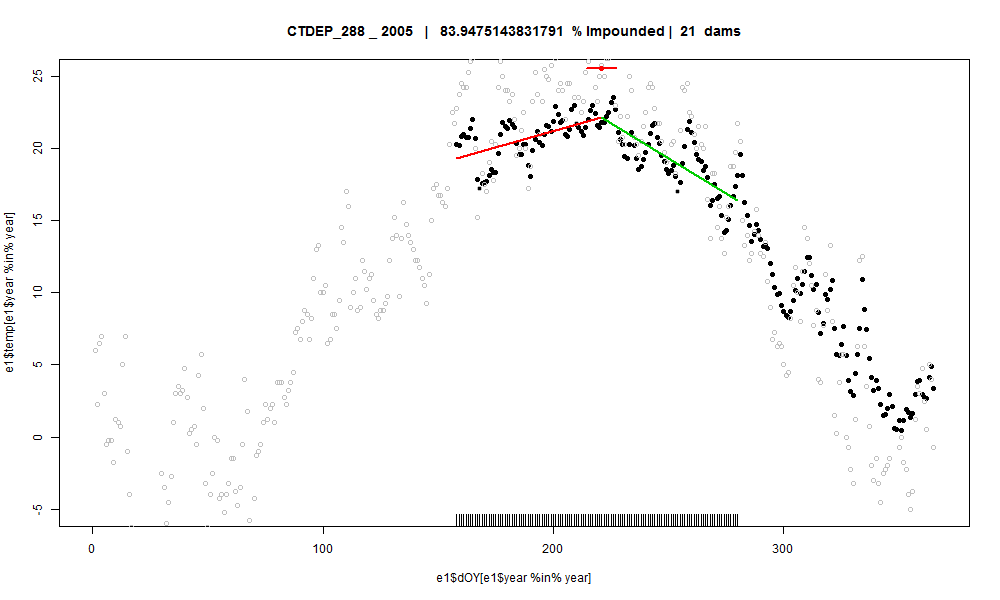 CTDEP_288 _ 2005 | 83.9475143831791 % Impounded | 21 dams
e1$temp[e1$year %in% year]
25
20
15
10
5
0
-5
0 100 200 300
e1$dOY[e1$year %in% year]